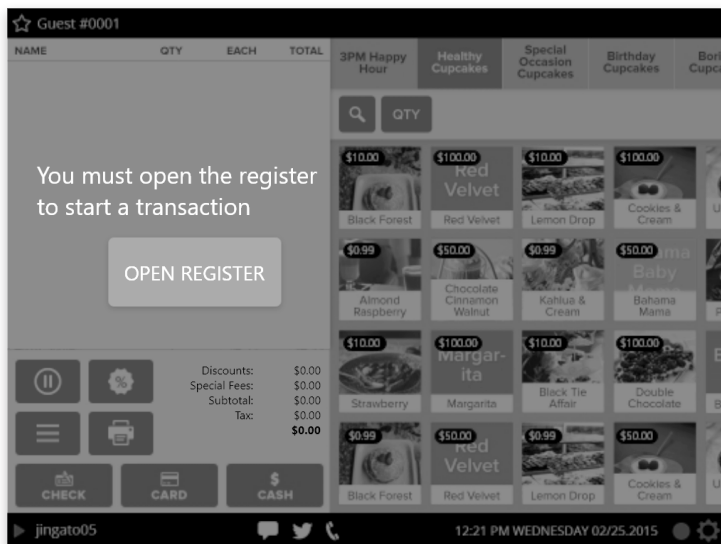 Guest #0001
NAME QTY EACH TOTAL
You must open the register
to start a transaction
OPEN REGISTER
Discounts: $0.00
Special Fees: $0.00
Subtotal: $0.00
Tax: $0.00
$0.00
CHECK CARD $ CASH
3PM Happy
Hour
Healthy
Cupcakes
Special
Occasion
Cupcakes
Birthday
Cupcakes
QTY
$10.00
Black Forest
$100.00
Red
Velvet
Red Velvet
$10.00
Lemon Drop
$100.00
Cookies &
Cream
$0.99
Almond
Raspberry
$50.00
Chocolate
Cinnamon
Walnut
$0.99
Kahlua &
Cream
$50.00
Baby
Bahama
Mama
$10.00
Strawberry
$100.00
Margar-
ita
Margarita
$10.00
Black Tie
Affair
$100.00
Double
Chocolate
$0.99
Black Forest
$50.00
Red
Velvet
Red Velvet
$0.99
Lemon Drop
$50.00
Cookies &
Cream
jingato05
12:21 PM WEDNESDAY 02/25.2015